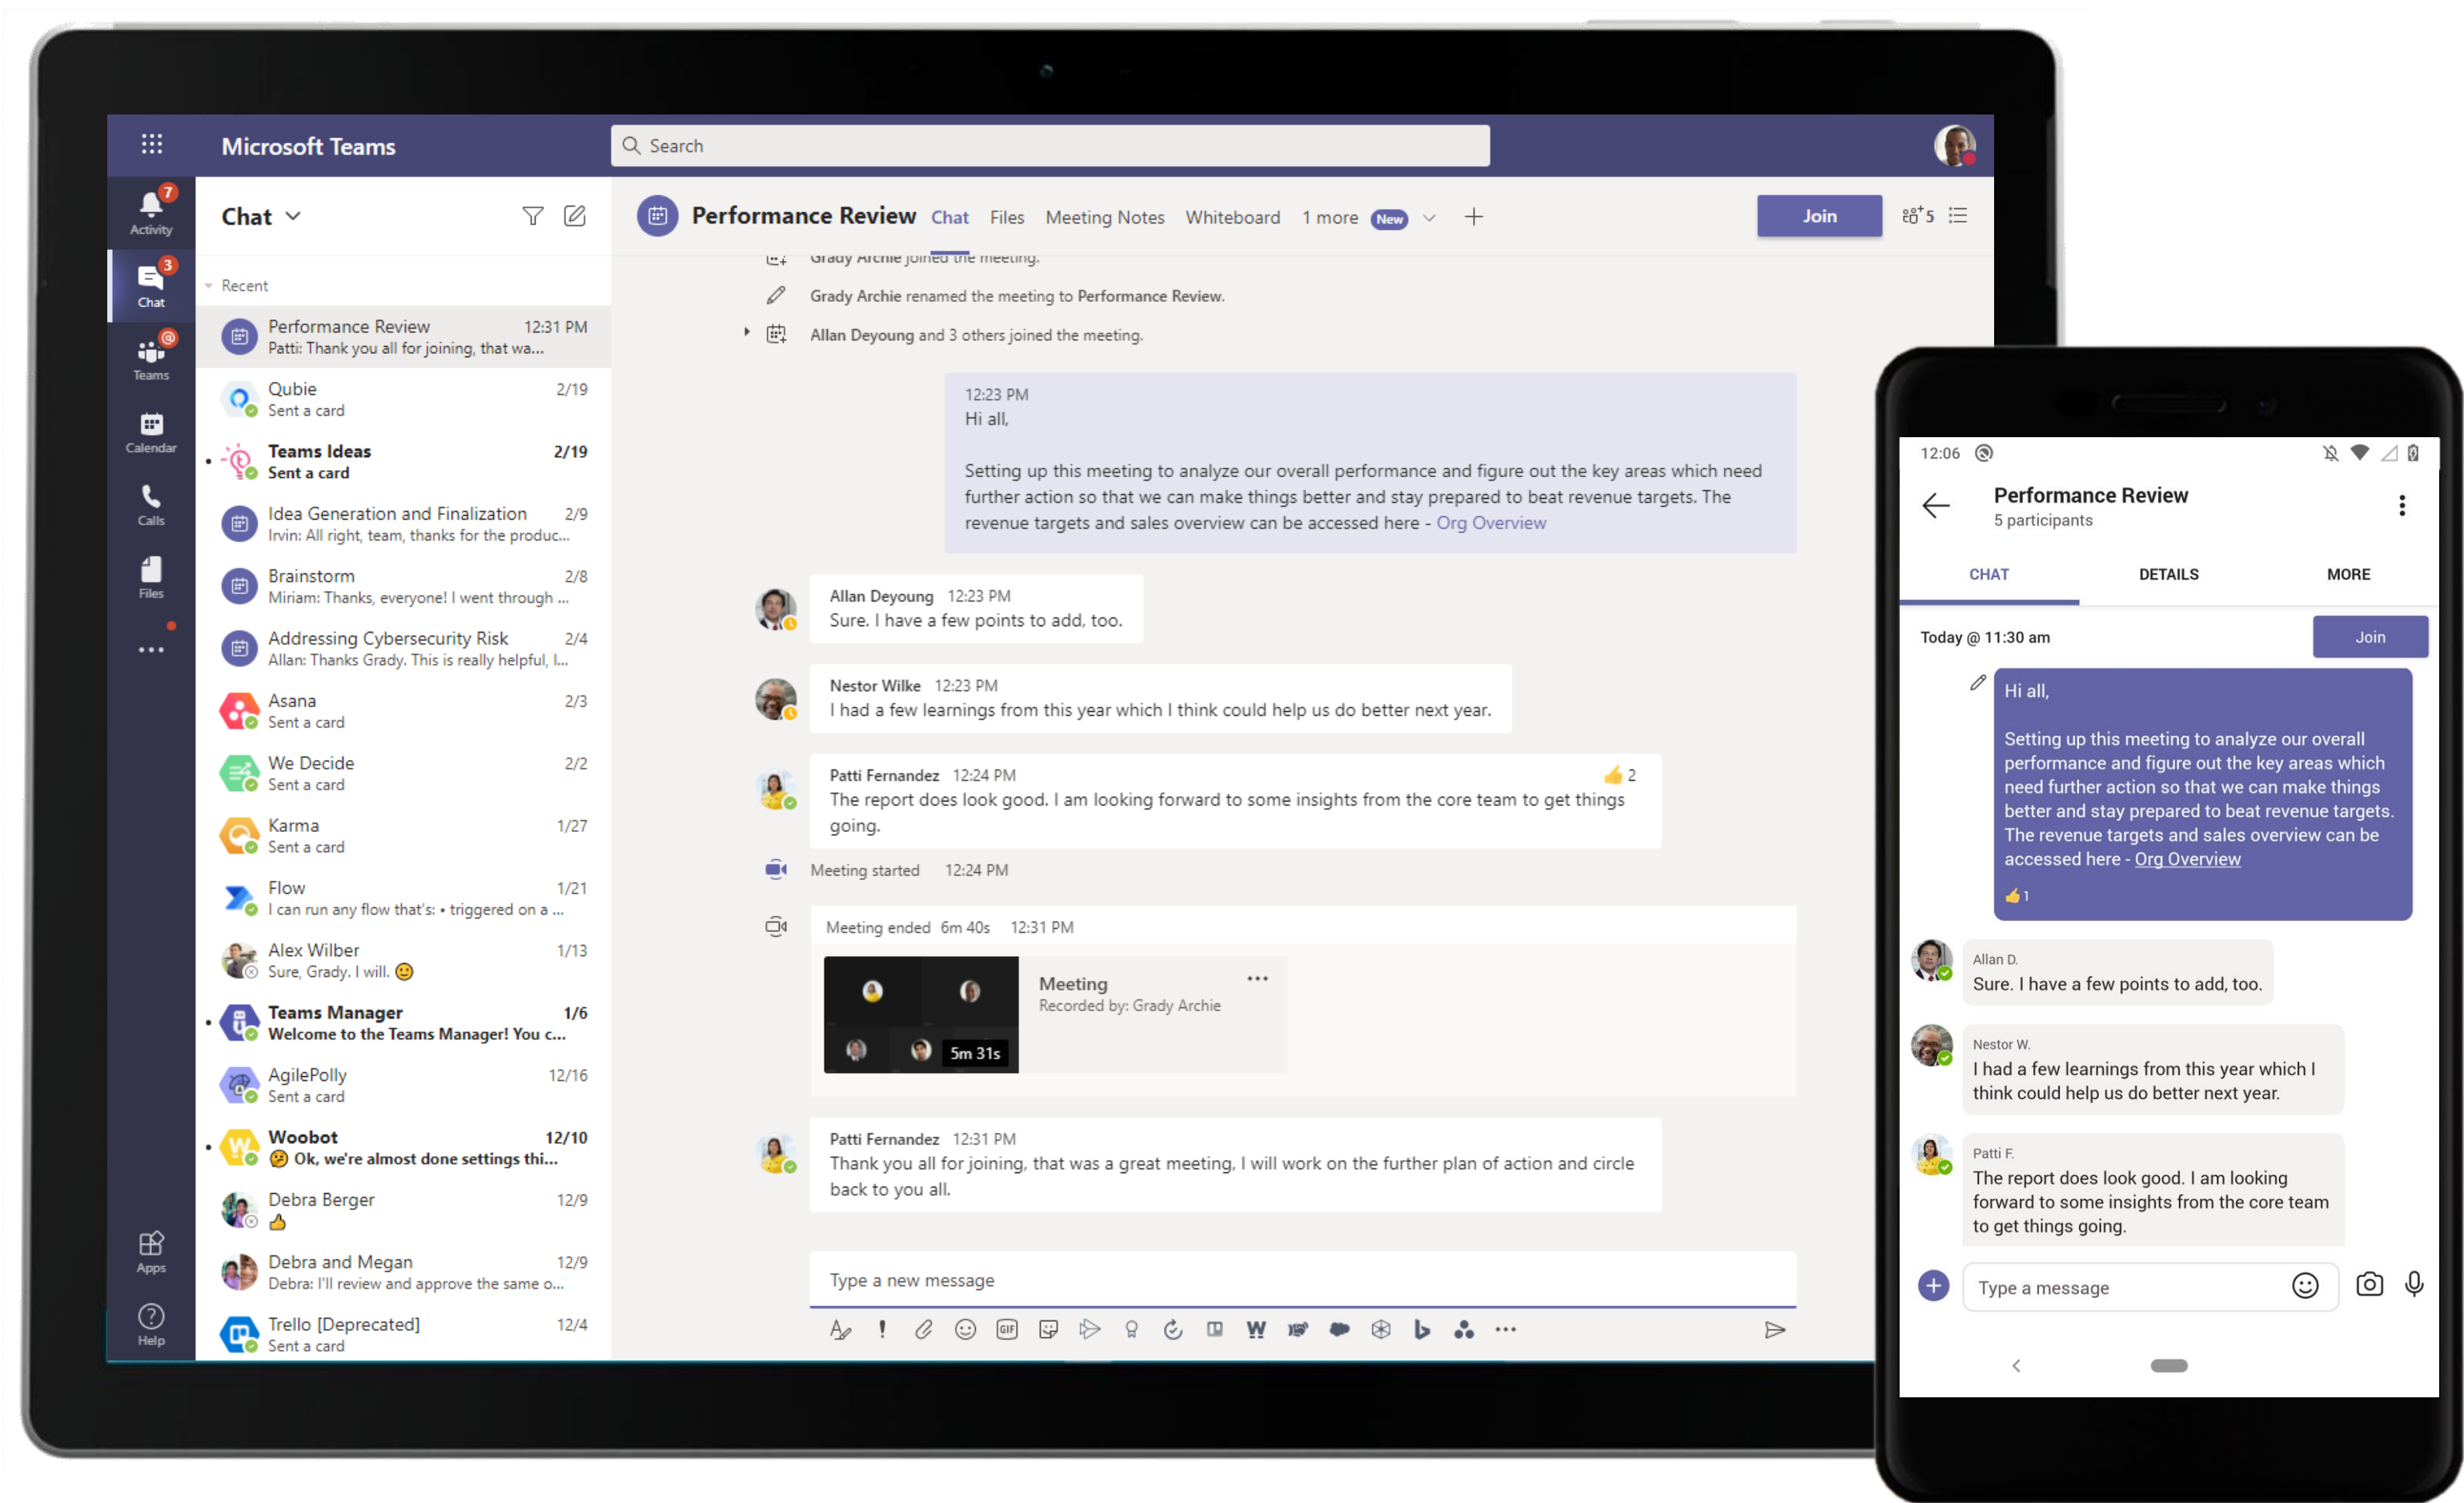 Microsoft Teams
Search
7
Activity
3
Chat
Teams
Calendar
Calls
Files
Apps
Help
Chat
Recent
Performance Review 12:31 PM
Patti: Thank you all for joining, that wa...
Qubie 2/19
Sent a card
Teams Ideas 2/19
Sent a card
Idea Generation and Finalization 2/9
Irvin: All right, team, thanks for the produc...
Brainstorm 2/8
Miriam: Thanks, everyone! I went through ...
Addressing Cybersecurity Risk 2/4
Allan: Thanks Grady. This is really helpful, I...
Asana 2/3
Sent a card
We Decide 2/2
Sent a card
Karma 1/27
Sent a card
Flow 1/21
I can run any flow that's: • triggered on a ...
Alex Wilber 1/13
Sure, Grady. I will.
Teams Manager 1/6
Welcome to the Teams Manager! You c...
AgilePolly 12/16
Sent a card
Woobot 12/10
Ok, we're almost done settings thi...
Debra Berger 12/9
Debra and Megan 12/9
Debra: I'll review and approve the same o...
Trello [Deprecated] 12/4
Sent a card
Performance Review Chat Files Meeting Notes Whiteboard 1 more New
Join
5
Grady Archie joined the meeting.
Grady Archie renamed the meeting to Performance Review.
Allan Deyoung and 3 others joined the meeting.
12:23 PM
Hi all,
Setting up this meeting to analyze our overall performance and figure out the key areas which need
further action so that we can make things better and stay prepared to beat revenue targets. The
revenue targets and sales overview can be accessed here - Org Overview
Allan Deyoung 12:23 PM
Sure. I have a few points to add, too.
Nestor Wilke 12:23 PM
I had a few learnings from this year which I think could help us do better next year.
Patti Fernandez 12:24 PM 2
The report does look good. I am looking forward to some insights from the core team to get things
going.
Meeting started 12:24 PM
Meeting ended 6m 40s 12:31 PM
Meeting
Recorded by: Grady Archie
5m 31s
Patti Fernandez 12:31 PM
Thank you all for joining, that was a great meeting, I will work on the further plan of action and circle
back to you all.
Type a new message
GIF
12:06
Performance Review
5 participants
CHAT DETAILS MORE
Today @ 11:30 am Join
Hi all,
Setting up this meeting to analyze our overall
performance and figure out the key areas which
need further action so that we can make things
better and stay prepared to beat revenue targets.
The revenue targets and sales overview can be
accessed here - Org Overview
1
Allan D.
Sure. I have a few points to add, too.
Nestor W.
I had a few learnings from this year which I
think could help us do better next year.
Patti F.
The report does look good. I am looking
forward to some insights from the core team
to get things going.
Type a message